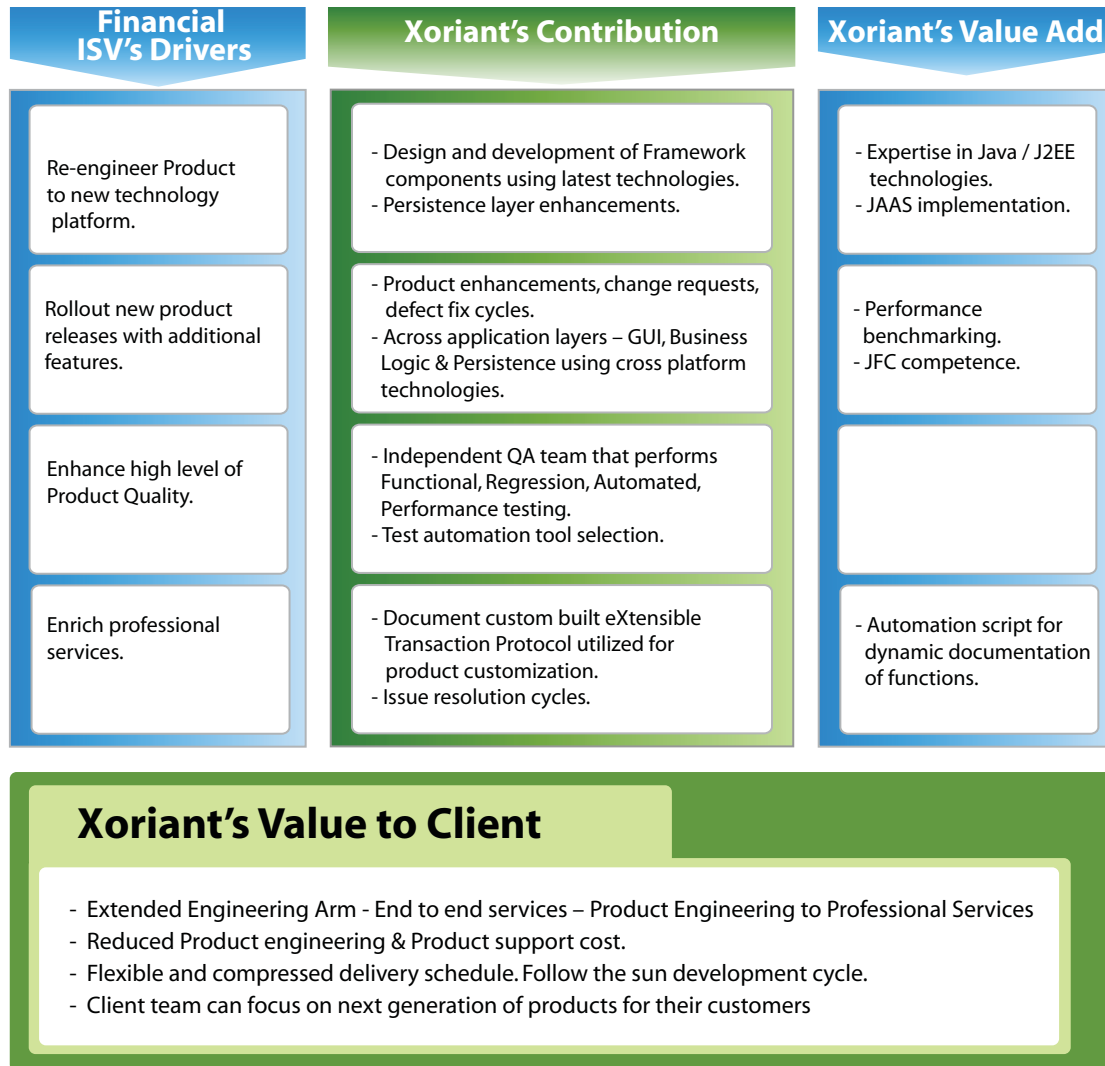 Financial
ISV's Drivers
Xoriant's Contribution
Xoriant's Value Add
Re-engineer Product
to new technology
platform.
- Design and development of Framework
components using latest technologies.
- Persistence layer enhancements.
- Expertise in Java / J2EE
technologies.
- JAAS implementation.
Rollout new product
releases with additional
features.
- Product enhancements, change requests,
defect fix cycles.
- Across application layers – GUI, Business
Logic & Persistence using cross platform
technologies.
- Performance
benchmarking.
- JFC competence.
Enhance high level of
Product Quality.
- Independent QA team that performs
Functional, Regression, Automated,
Performance testing.
- Test automation tool selection.
Enrich professional
services.
- Document custom built eXtensible
Transaction Protocol utilized for
product customization.
- Issue resolution cycles.
- Automation script for
dynamic documentation
of functions.
Xoriant's Value to Client
- Extended Engineering Arm - End to end services – Product Engineering to Professional Services
- Reduced Product engineering & Product support cost.
- Flexible and compressed delivery schedule. Follow the sun development cycle.
- Client team can focus on next generation of products for their customers